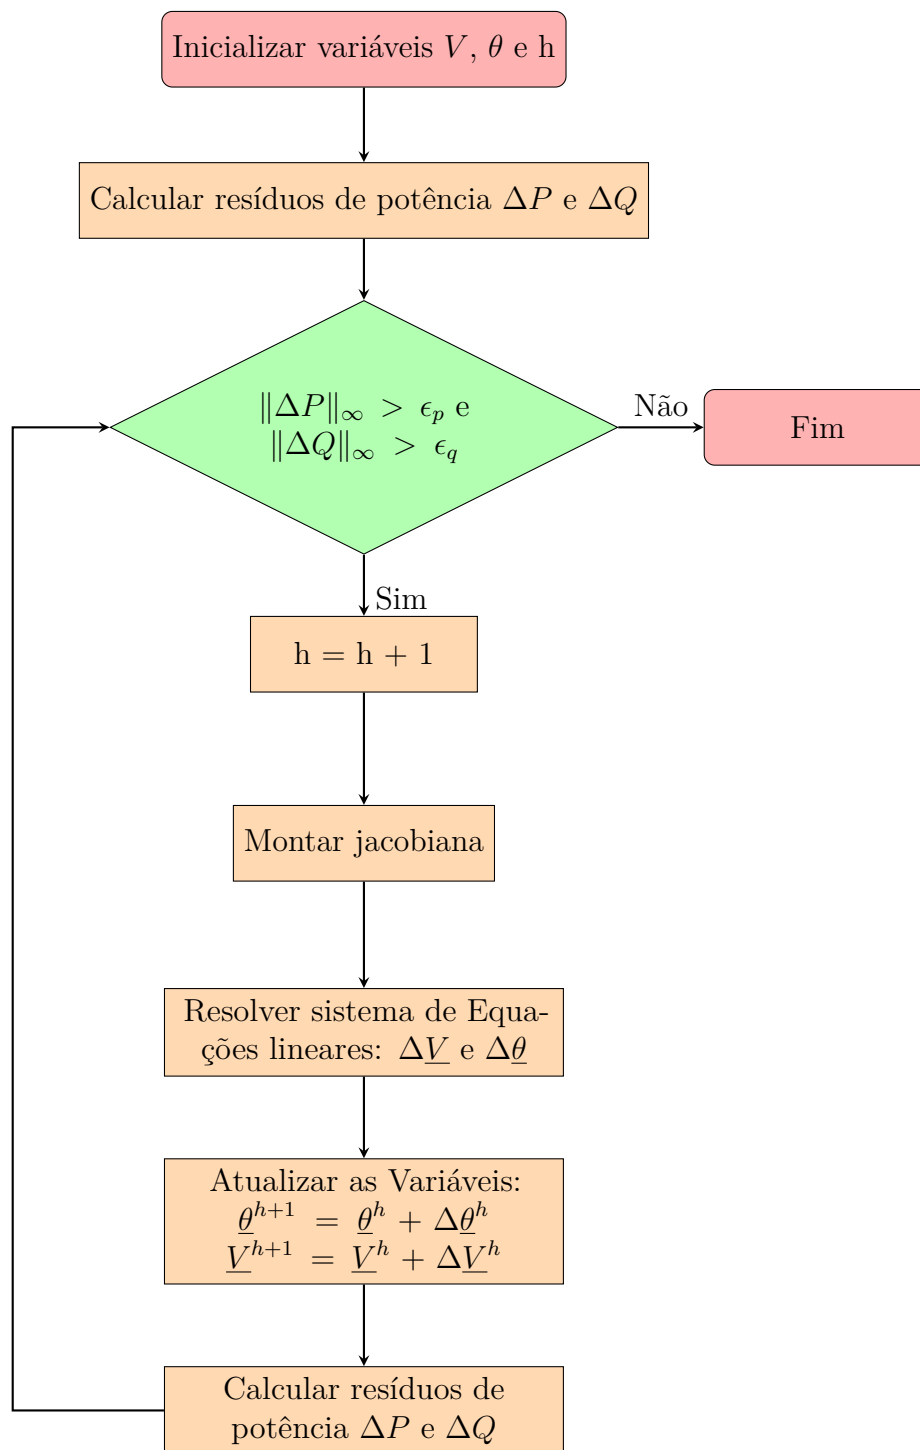 Inicializar variáveis V, θ e h
Calcular resíduos de potência ΔP e ΔQ
‖ΔP‖∞ > ϵp e
‖ΔQ‖∞ > ϵq
Não
Fim
Sim
h = h + 1
Montar jacobiana
Resolver sistema de Equa-
ções lineares: ΔV̲ e Δθ̲
Atualizar as Variáveis:
θ̲^{h+1} = θ̲^h + Δθ̲^h
V̲^{h+1} = V̲^h + ΔV̲^h
Calcular resíduos de
potência ΔP e ΔQ